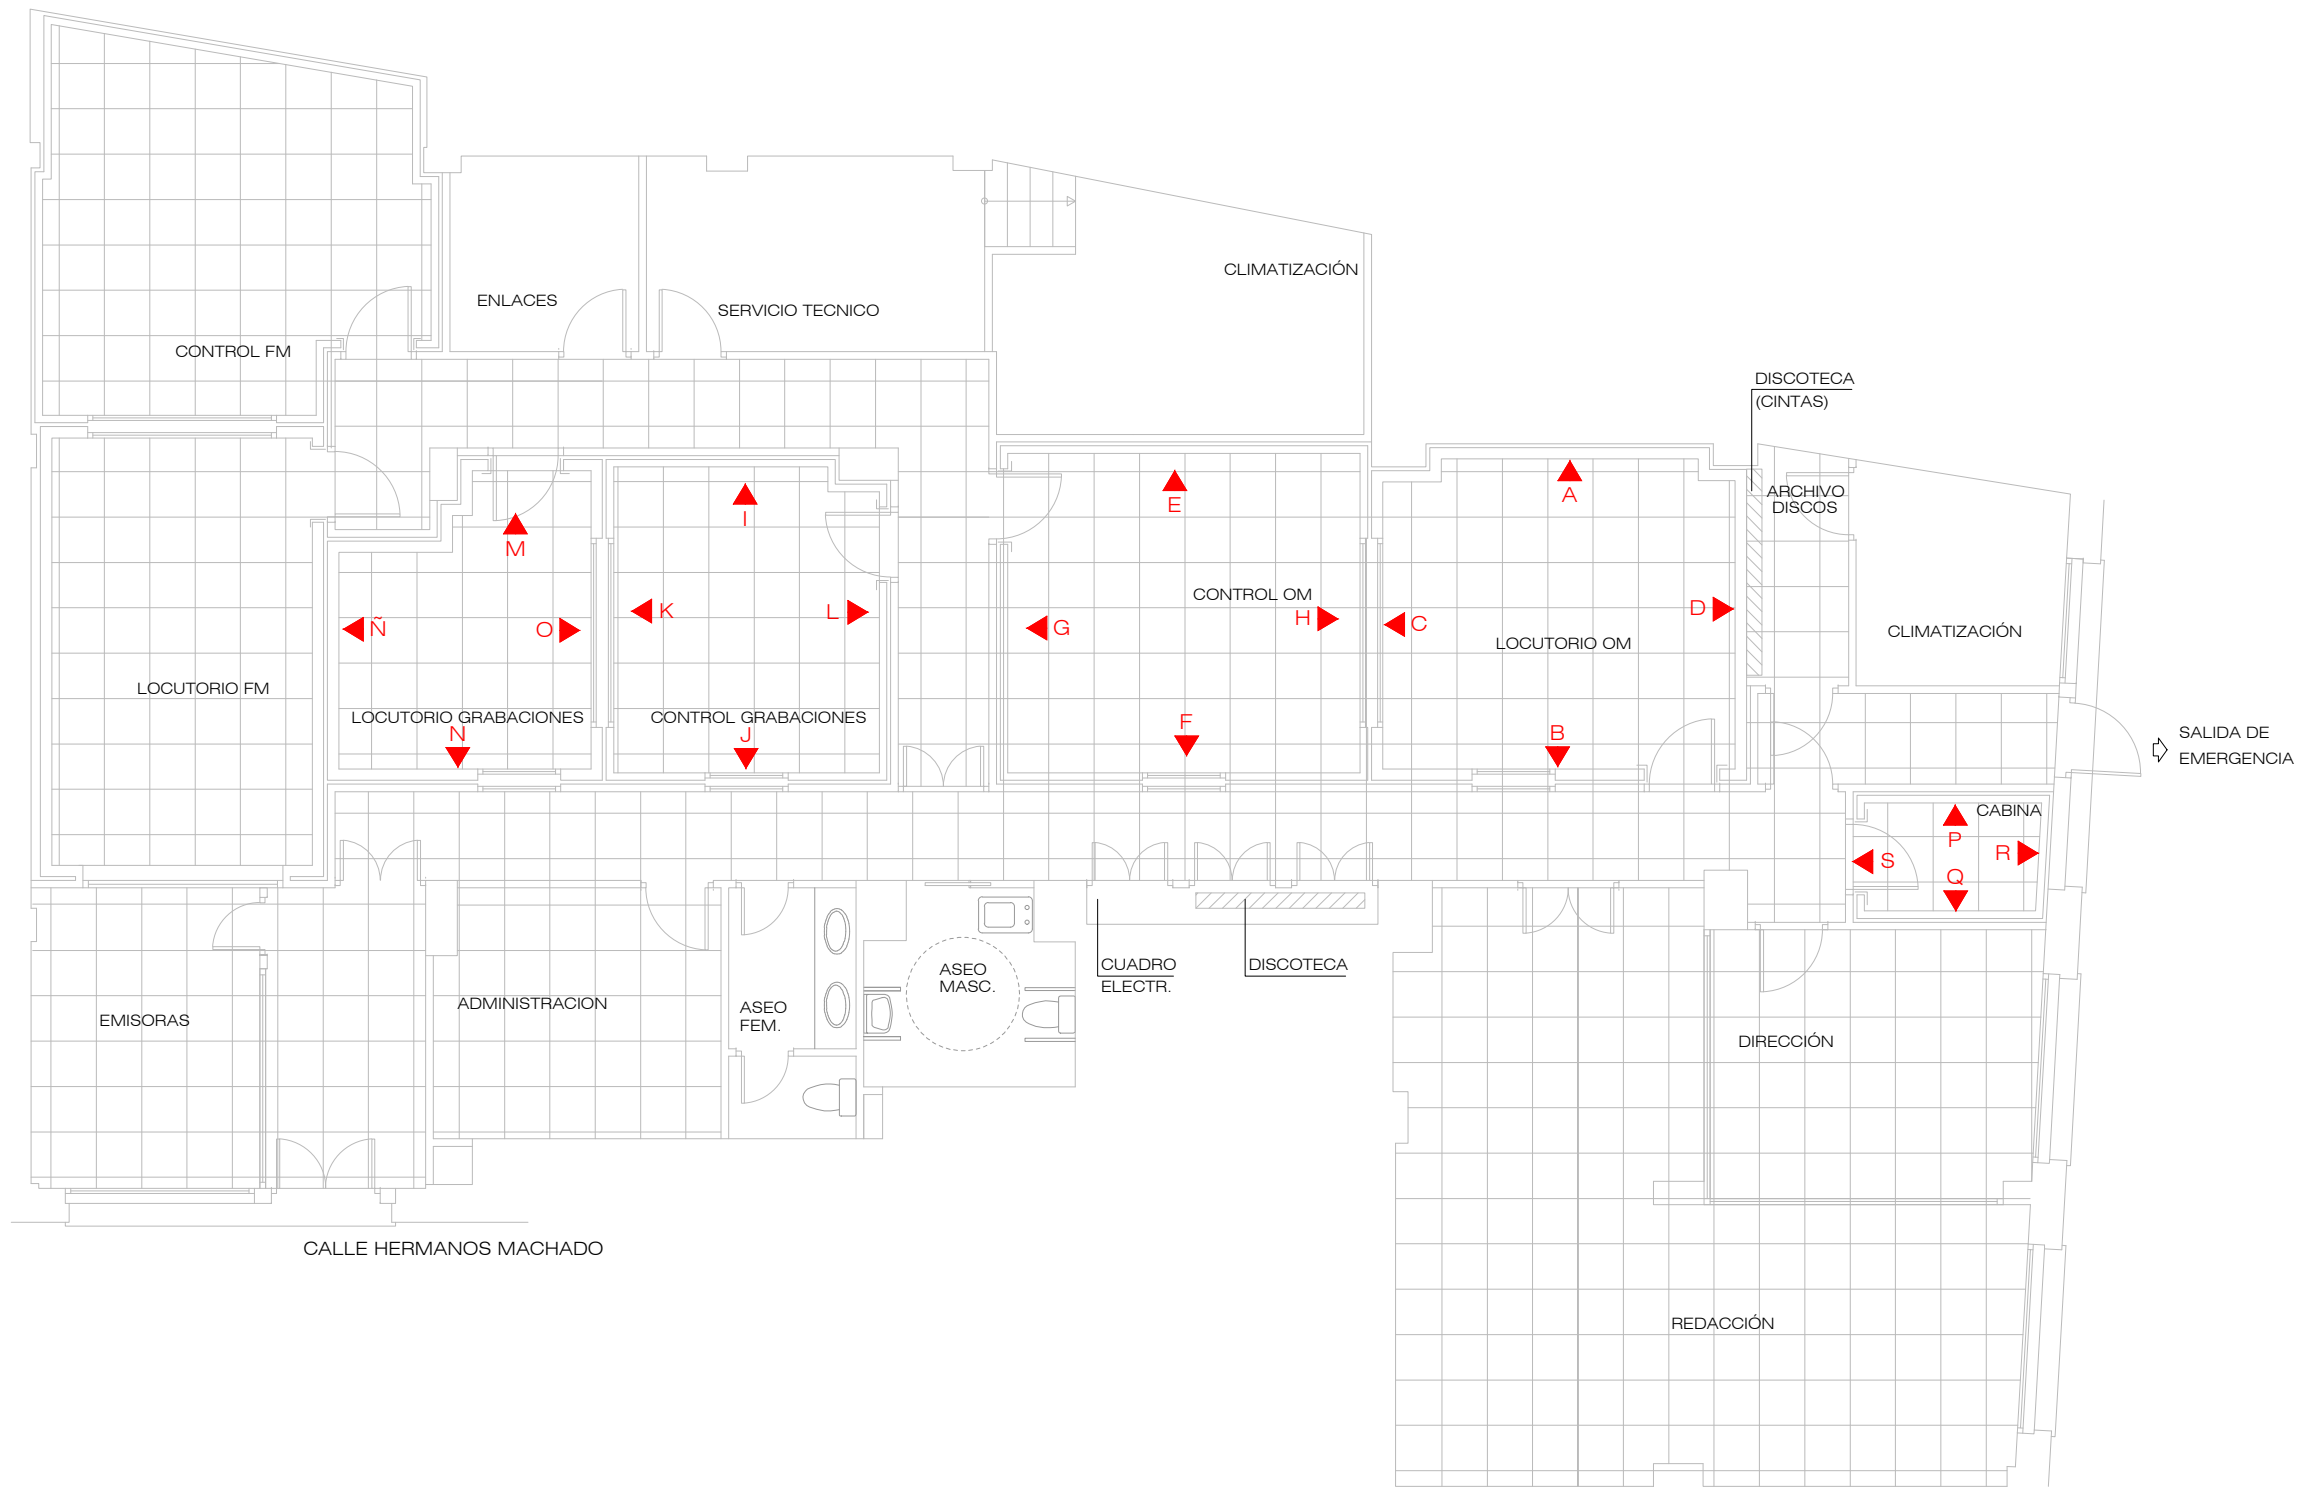 CLIMATIZACIÓN
ENLACES
SERVICIO TECNICO
CONTROL FM
DISCOTECA
(CINTAS)
ARCHIVO
DISCOS
I
E
A
M
K
L
Ñ
O
G
CONTROL OM
H
C
D
LOCUTORIO OM
CLIMATIZACIÓN
LOCUTORIO FM
LOCUTORIO GRABACIONES
CONTROL GRABACIONES
N
J
F
B
SALIDA DE
EMERGENCIA
CABINA
P
S
R
Q
ADMINISTRACION
EMISORAS
ASEO
FEM.
ASEO
MASC.
CUADRO
ELECTR.
DISCOTECA
DIRECCIÓN
REDACCIÓN
CALLE HERMANOS MACHADO